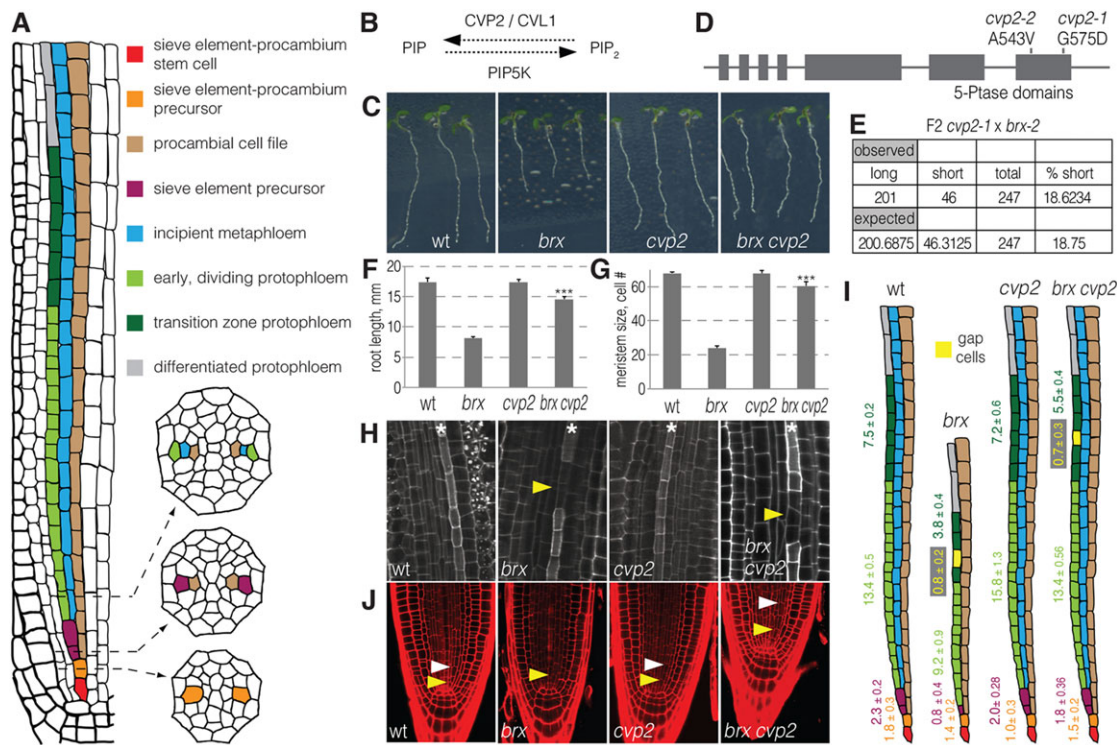 A
sieve element-procambium
stem cell
sieve element-procambium
precursor
procambial cell file
sieve element precursor
incipient metaphloem
early, dividing protophloem
transition zone protophloem
differentiated protophloem
B
CVP2 / CVL1
PIP
PIP2
PIP5K
C
wt
brx
cvp2
brx cvp2
D
cvp2-2
cvp2-1
A543V
G575D
5-Ptase domains
E
F2 cvp2-1 x brx-2
observed
long short total % short
201 46 247 18.6234
expected
200.6875 46.3125 247 18.75
F
root length, mm
20
15
10
5
0
***
wt brx cvp2 brx cvp2
G
meristem size, cell #
60
40
20
0
***
wt brx cvp2 brx cvp2
H
*
*
*
*
wt
brx
cvp2
brx
cvp2
J
wt
brx
cvp2
brx cvp2
I
wt
cvp2
brx cvp2
gap
cells
brx
7.5 ± 0.2
13.4 ± 0.5
2.3 ± 0.2
1.8 ± 0.3
3.8 ± 0.4
0.8 ± 0.2
9.2 ± 0.9
0.8 ± 0.4
1.4 ± 0.2
7.2 ± 0.6
15.8 ± 1.3
2.0± 0.28
1.0± 0.3
5.5± 0.4
0.7± 0.3
13.4 ± 0.56
1.8 ± 0.36
1.5 ± 0.2